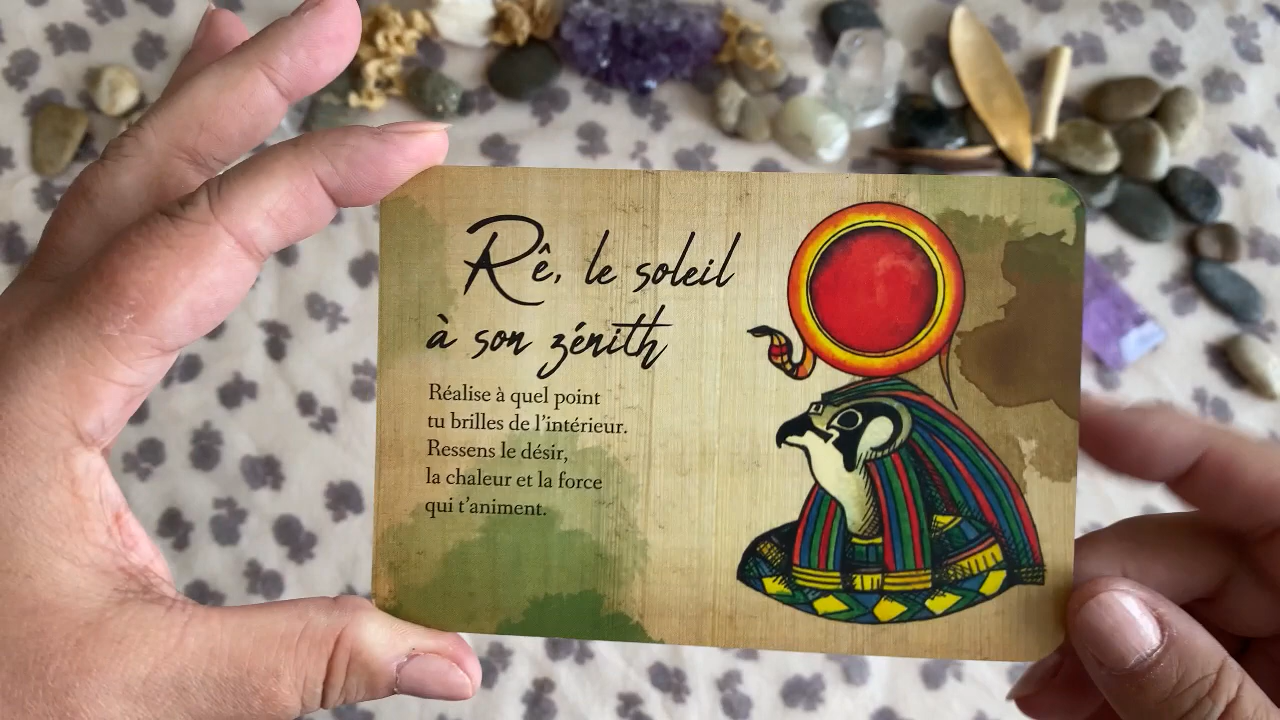 Rê, le soleil
à son zénith
Réalise à quel point
tu brilles de l'intérieur.
Ressens le désir,
la chaleur et la force
qui t'animent.